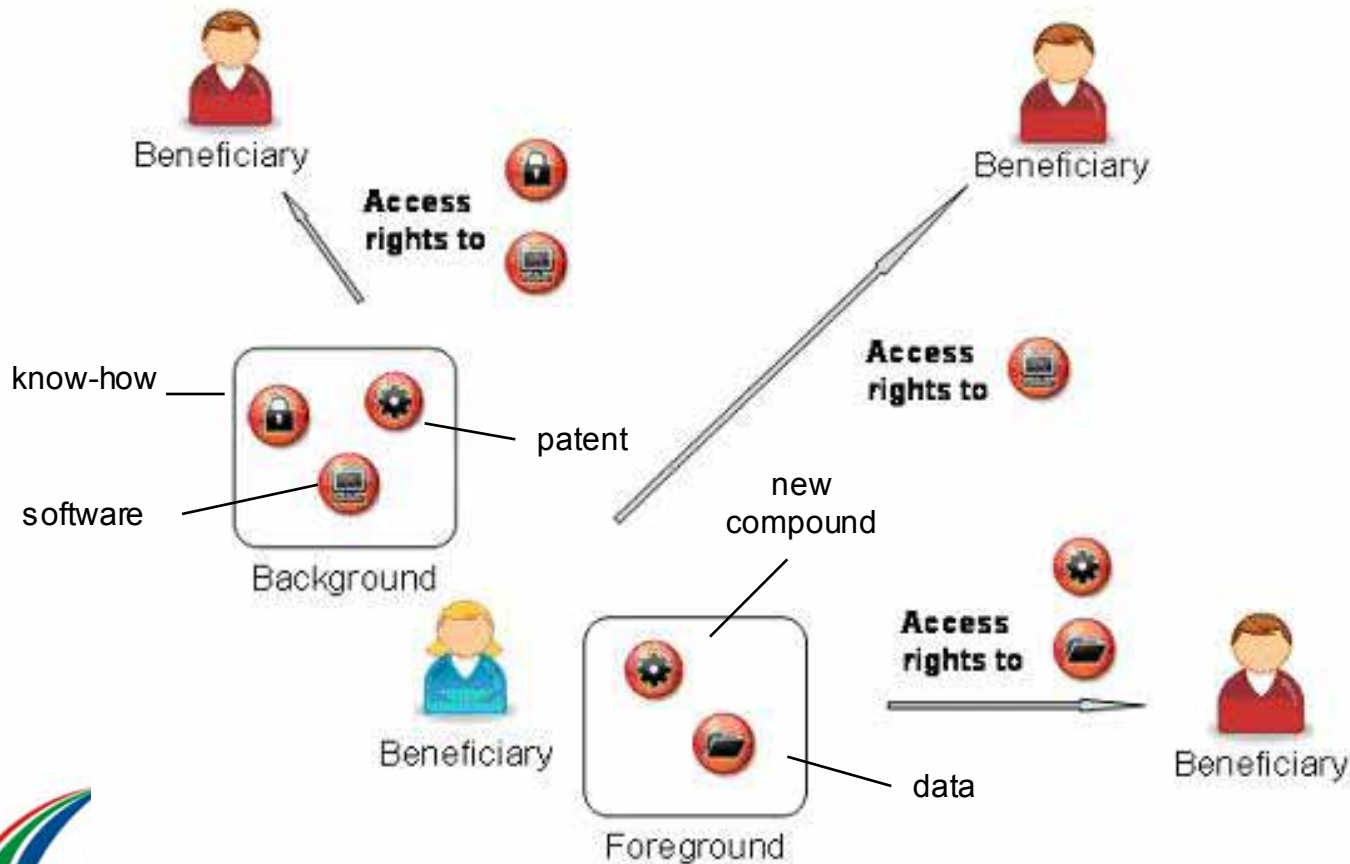 Beneficiary
Beneficiary
Access
rights to
know-how
patent
software
Background
Access
rights to
new
compound
Beneficiary
Access
rights to
data
Foreground
Beneficiary